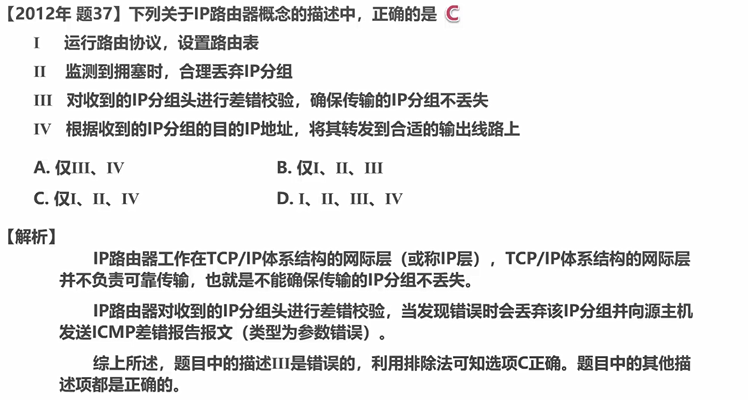 【2012年 题37】下列关于IP路由器概念的描述中，正确的是 C
I 运行路由协议，设置路由表
II 监测到拥塞时，合理丢弃IP分组
III 对收到的IP分组头进行差错校验，确保传输的IP分组不丢失
IV 根据收到的IP分组的目的IP地址，将其转发到合适的输出线路上
A. 仅III、IV B. 仅I、II、III
C. 仅I、II、IV D. I、II、III、IV
【解析】
IP路由器工作在TCP/IP体系结构的网际层（或称IP层），TCP/IP体系结构的网际层
并不负责可靠传输，也就是不能确保传输的IP分组不丢失。
IP路由器对收到的IP分组头进行差错校验，当发现错误时会丢弃该IP分组并向源主机
发送ICMP差错报告报文（类型为参数错误）。
综上所述，题目中的描述III是错误的，利用排除法可知选项C正确。题目中的其他描
述项都是正确的。